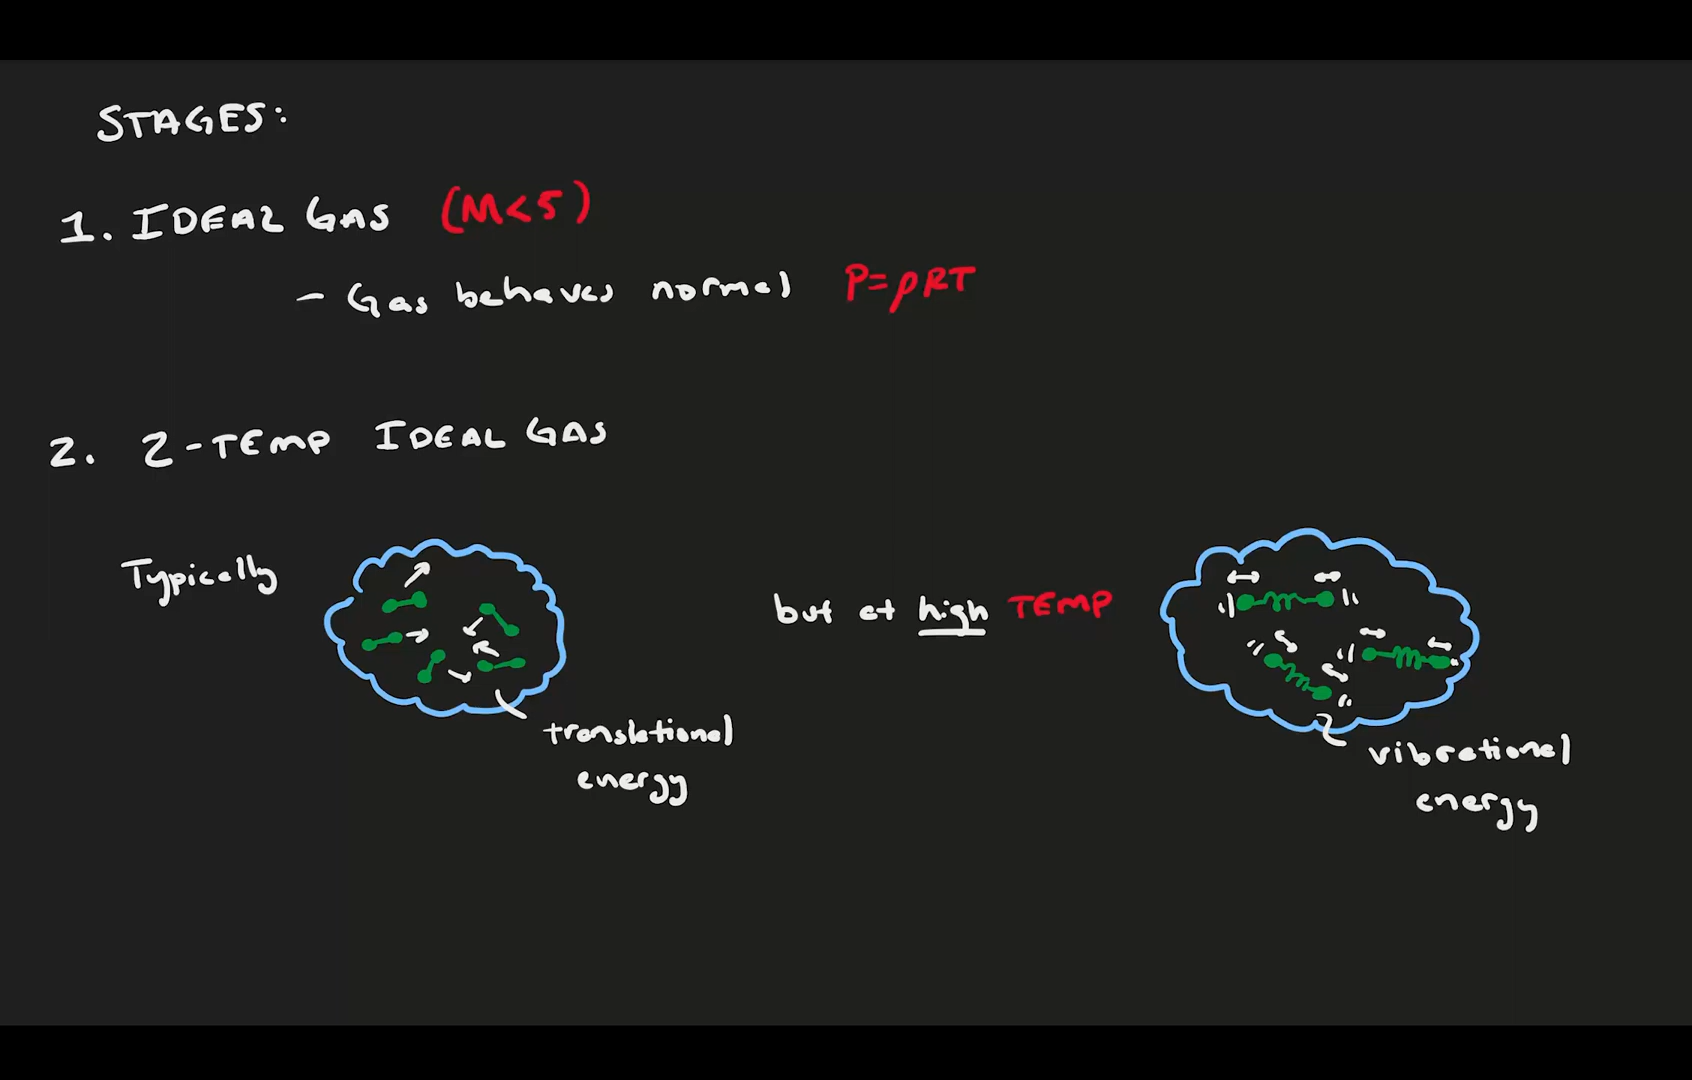 STAGES:
1. IDEAL GAS (M<5)
- Gas behaves normal P=ρRT
2. 2-TEMP IDEAL GAS
Typically
but at high TEMP
translational
energy
vibrational
energy